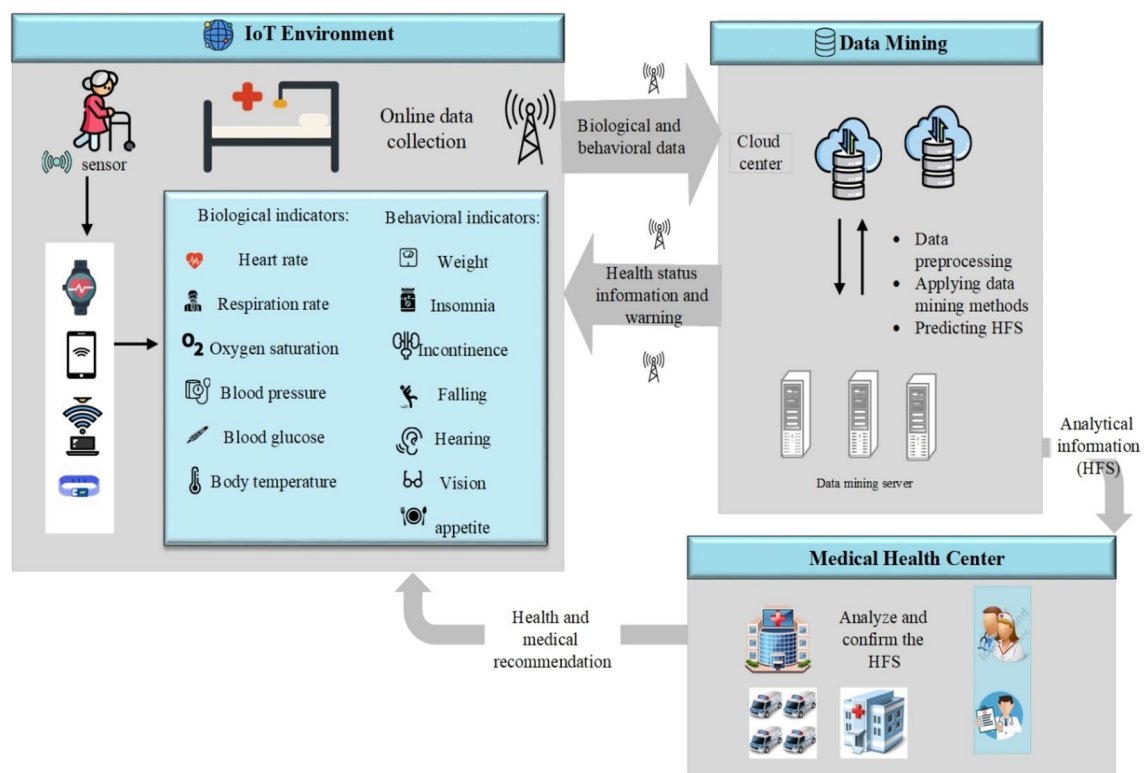 IoT Environment
sensor
Online data
collection
Biological indicators:
Heart rate
Respiration rate
O2 Oxygen saturation
Blood pressure
Blood glucose
Body temperature
Behavioral indicators:
Weight
Insomnia
Incontinence
Falling
Hearing
Vision
appetite
Biological and
behavioral data
Health status
information and
warning
Data Mining
Cloud
center
• Data
preprocessing
• Applying data
mining methods
• Predicting HFS
Data mining server
Analytical
information
(HFS)
Medical Health Center
Analyze and
confirm the
HFS
Health and
medical
recommendation